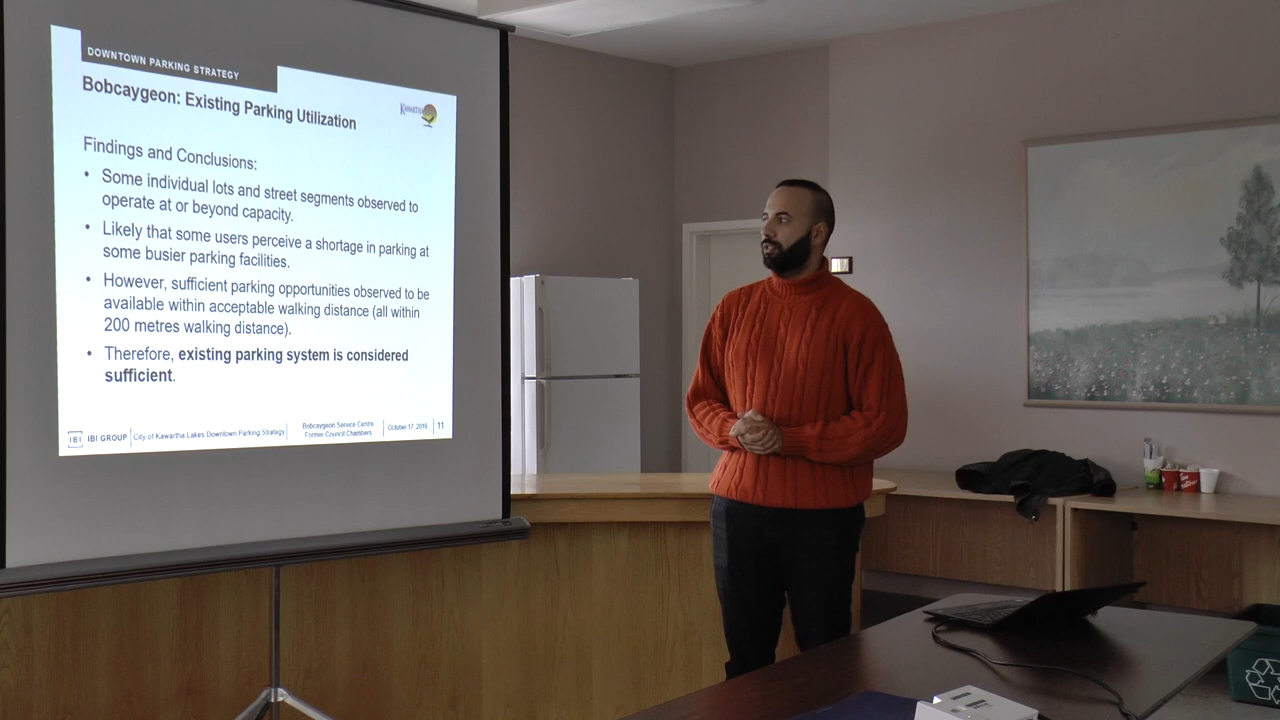 DOWNTOWN PARKING STRATEGY
Bobcaygeon: Existing Parking Utilization
KAWARTHA
Findings and Conclusions:
• Some individual lots and street segments observed to
operate at or beyond capacity.
• Likely that some users perceive a shortage in parking at
some busier parking facilities.
• However, sufficient parking opportunities observed to be
available within acceptable walking distance (all within
200 metres walking distance).
• Therefore, existing parking system is considered
sufficient.
IBI IBI GROUP
City of Kawartha Lakes Downtown Parking Strategy
Bobcaygeon Service Centre
Former Council Chambers
October 17, 2019
11